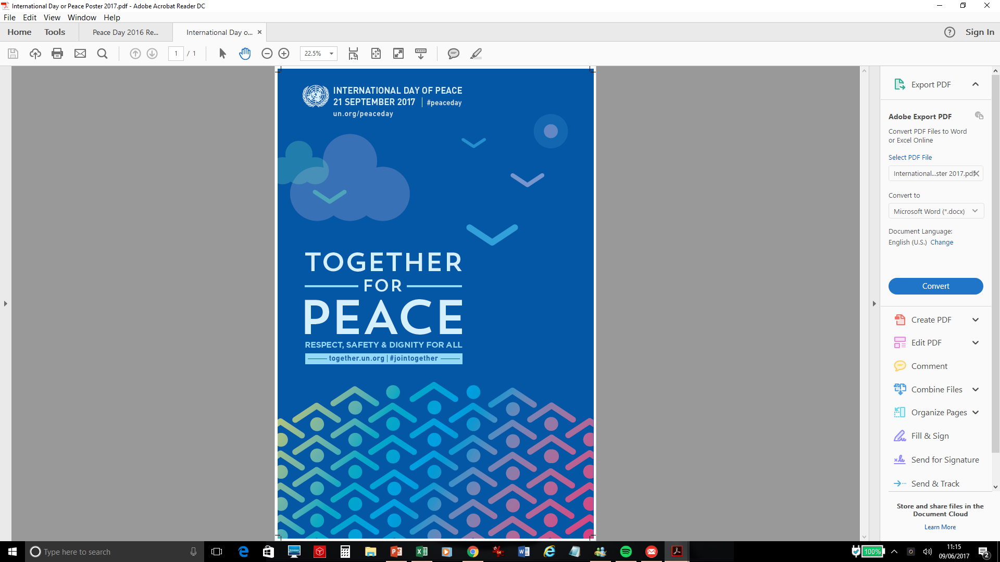 International Day or Peace Poster 2017.pdf - Adobe Acrobat Reader DC
File Edit View Window Help
Home Tools Peace Day 2016 Re... International Day o... Sign In
1 / 1 22.5%
INTERNATIONAL DAY OF PEACE
21 SEPTEMBER 2017 | #peaceday
un.org/peaceday
TOGETHER
FOR
PEACE
RESPECT, SAFETY & DIGNITY FOR ALL
together.un.org | #jointogether
Export PDF
Adobe Export PDF
Convert PDF Files to Word
or Excel Online
Select PDF File
International...ster 2017.pdf
Convert to
Microsoft Word (*.docx)
Document Language:
English (U.S.) Change
Convert
Create PDF
Edit PDF
Comment
Combine Files
Organize Pages
Fill & Sign
Send for Signature
Send & Track
Store and share files in the
Document Cloud
Learn More
Type here to search
100%
11:15
09/06/2017
2